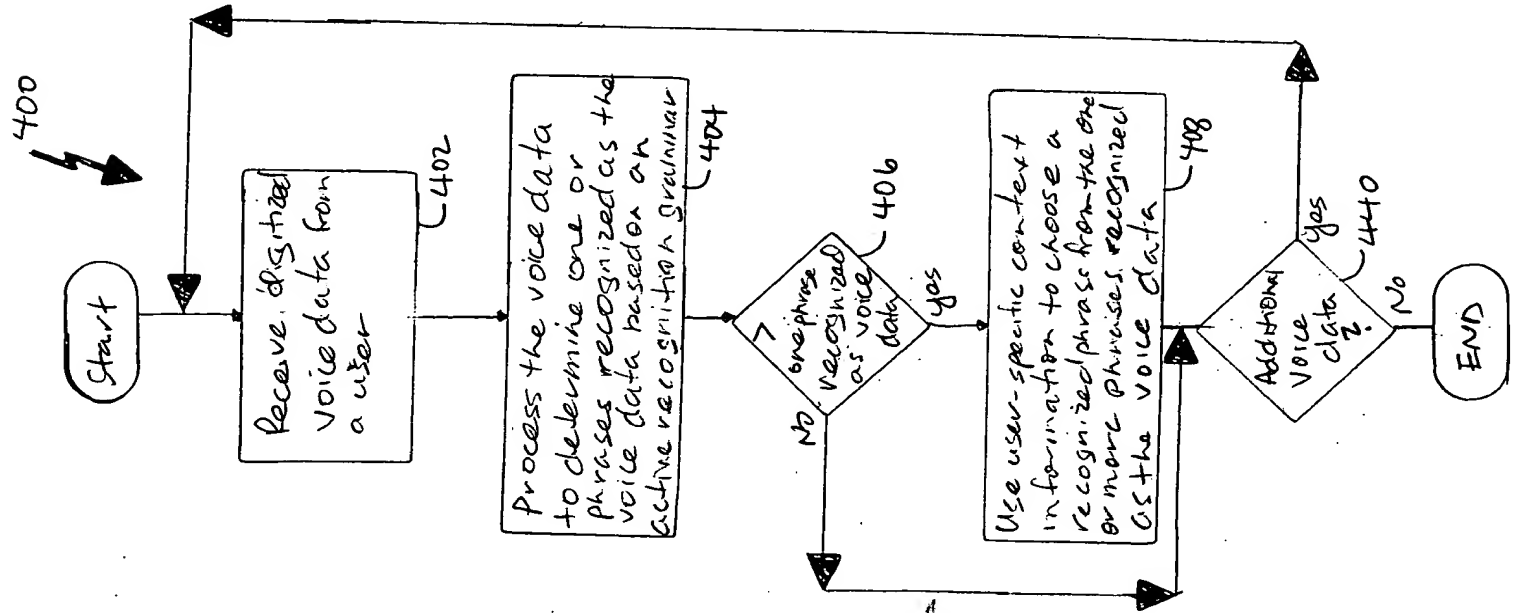 400
Start
Receive digitized
voice data from
a user
402
Process the voice data
to determine one or
phrases recognized as the
voice data based on an
active recognition grammar
404
>
one phrase
recognized
as voice
data
406
No
Yes
Use user-specific context
information to choose a
recognized phrase from the one
or more phrases recognized
as the voice data
408
Additional
voice
data
?
440
Yes
No
END